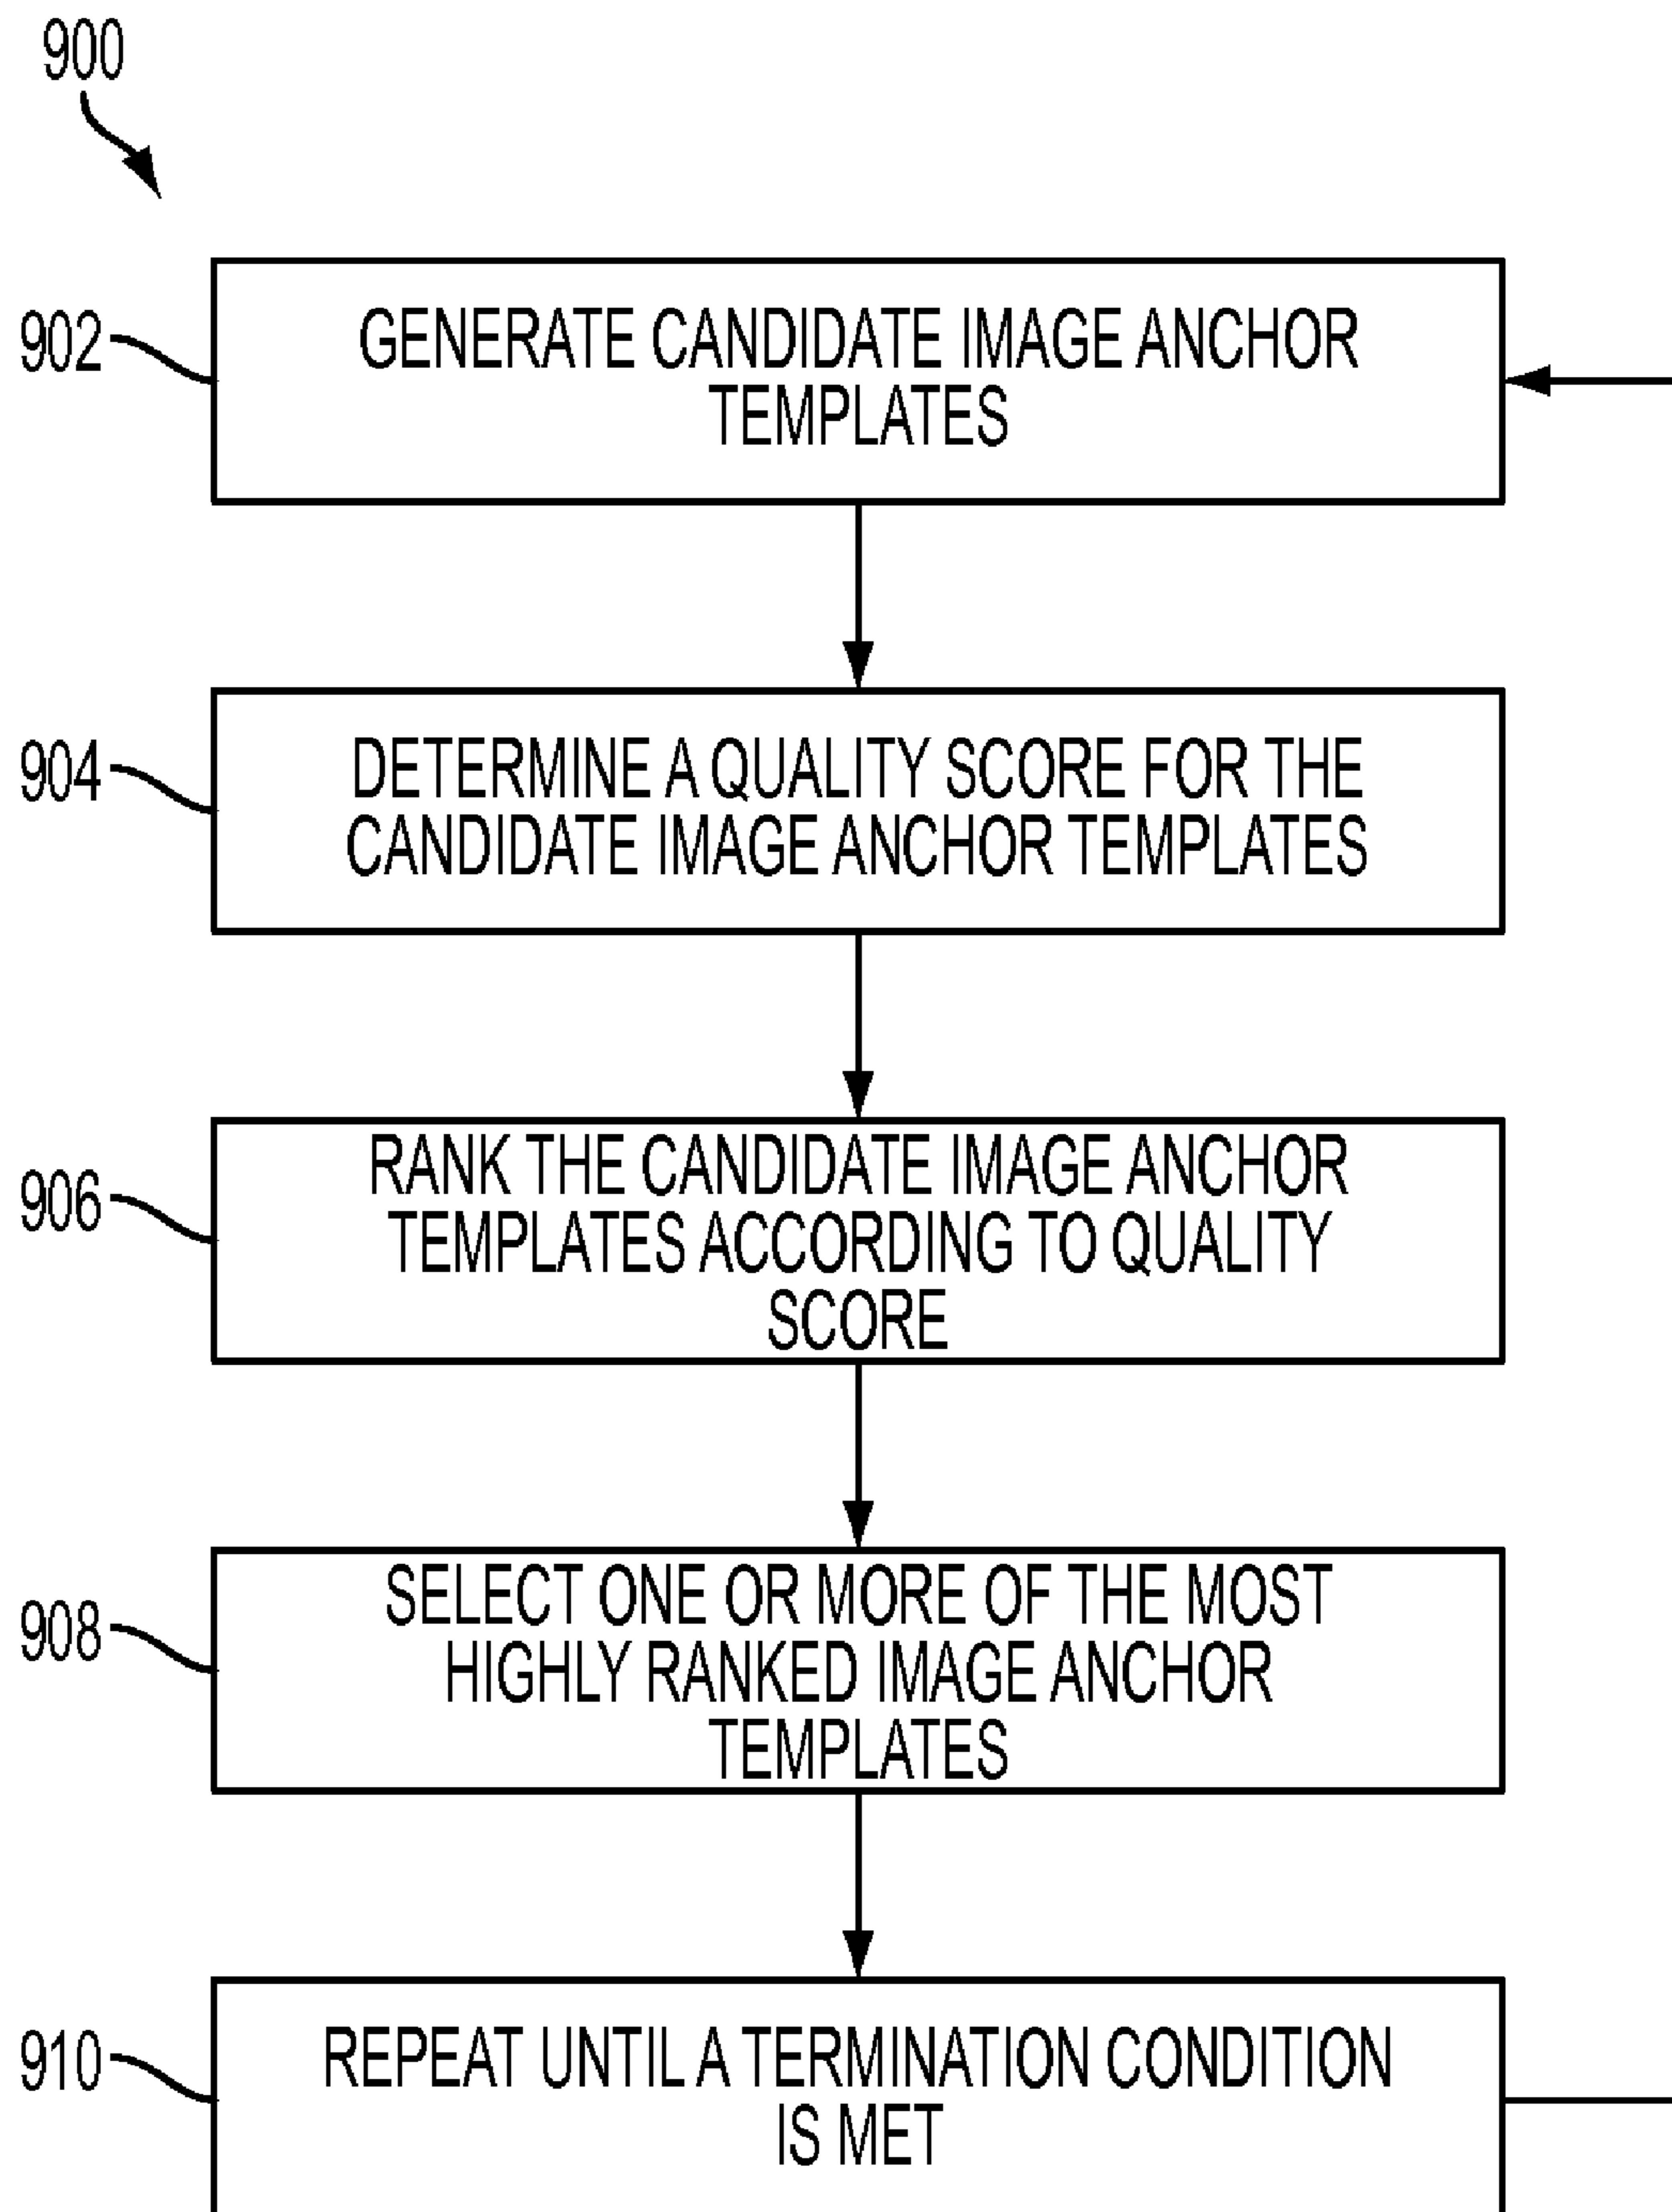 900
902
GENERATE CANDIDATE IMAGE ANCHOR
TEMPLATES
904
DETERMINE A QUALITY SCORE FOR THE
CANDIDATE IMAGE ANCHOR TEMPLATES
906
RANK THE CANDIDATE IMAGE ANCHOR
TEMPLATES ACCORDING TO QUALITY
SCORE
908
SELECT ONE OR MORE OF THE MOST
HIGHLY RANKED IMAGE ANCHOR
TEMPLATES
910
REPEAT UNTIL A TERMINATION CONDITION
IS MET